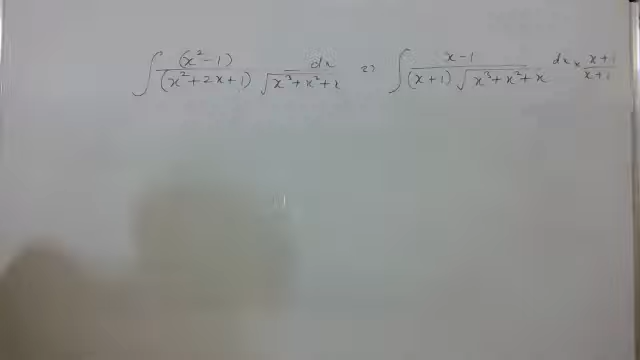 ∫ (x² - 1) / (x² + 2x + 1) dx / √(x³ + x² + x) => ∫ (x - 1) / ((x + 1) √(x³ + x² + x)) dx × (x + 1) / (x + 1)